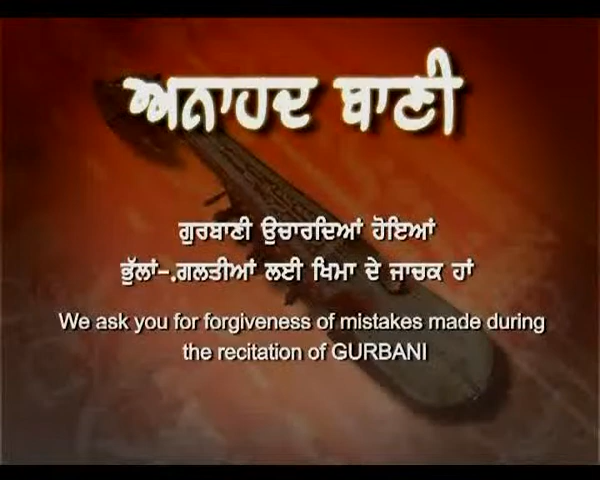 ਅਨਾਹਦ ਬਾਣੀ
ਗੁਰਬਾਣੀ ਉਚਾਰਦਿਆਂ ਹੋਇਆਂ
ਭੁੱਲਾਂ-.ਗਲਤੀਆਂ ਲਈ ਖਿਮਾ ਦੇ ਜਾਚਕ ਹਾਂ
We ask you for forgiveness of mistakes made during
the recitation of GURBANI